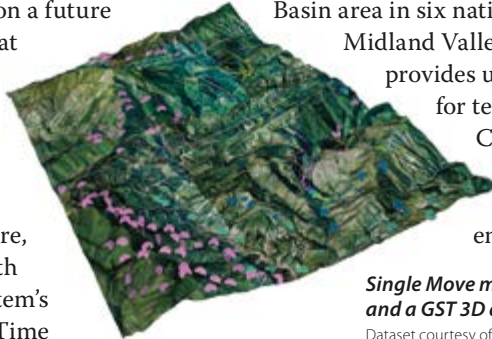 on a future
at
re,
th
tem's
Time
Basin area in six nati
Midland Valle
provides u
for te
C
en
Single Move m
and a GST 3D
Dataset courtesy of